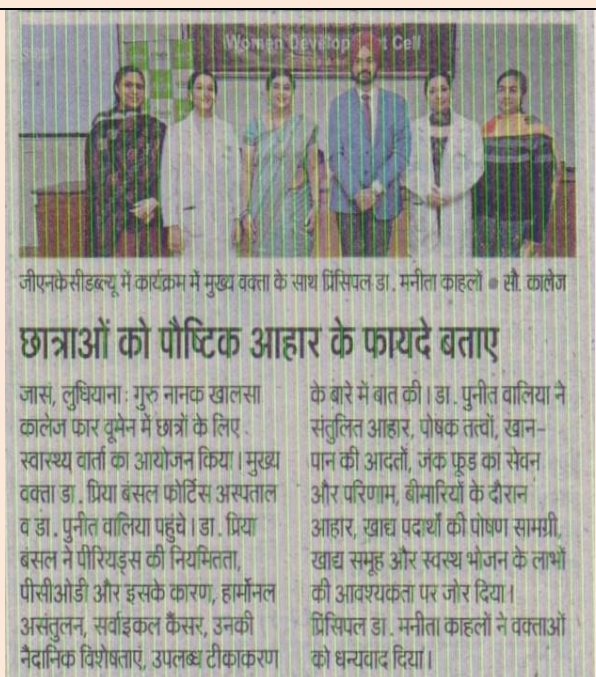 Women Development Cell
जीएनकेसीडब्ल्यू में कार्यक्रम में मुख्य वक्ता के साथ प्रिंसिपल डा. मनीता काहलों ● सौ. कालेज
छात्राओं को पौष्टिक आहार के फायदे बताए
जासं, लुधियाना: गुरु नानक खालसा
कालेज फार वूमेन में छात्रों के लिए
स्वास्थ्य वार्ता का आयोजन किया। मुख्य
वक्ता डा. प्रिया बंसल फोर्टिस अस्पताल
व डा. पुनीत वालिया पहुंचे। डा. प्रिया
बंसल ने पीरियड्स की नियमितता,
पीसीओडी और इसके कारण, हार्मोनल
असंतुलन, सर्वाइकल कैंसर, उनकी
नैदानिक विशेषताएं, उपलब्ध टीकाकरण
के बारे में बात की। डा. पुनीत वालिया ने
संतुलित आहार, पोषक तत्वों, खान-
पान की आदतों, जंक फूड का सेवन
और परिणाम, बीमारियों के दौरान
आहार, खाद्य पदार्थों की पोषण सामग्री,
खाद्य समूह और स्वस्थ भोजन के लाभों
की आवश्यकता पर जोर दिया।
प्रिंसिपल डा. मनीता काहलों ने वक्ताओं
को धन्यवाद दिया।